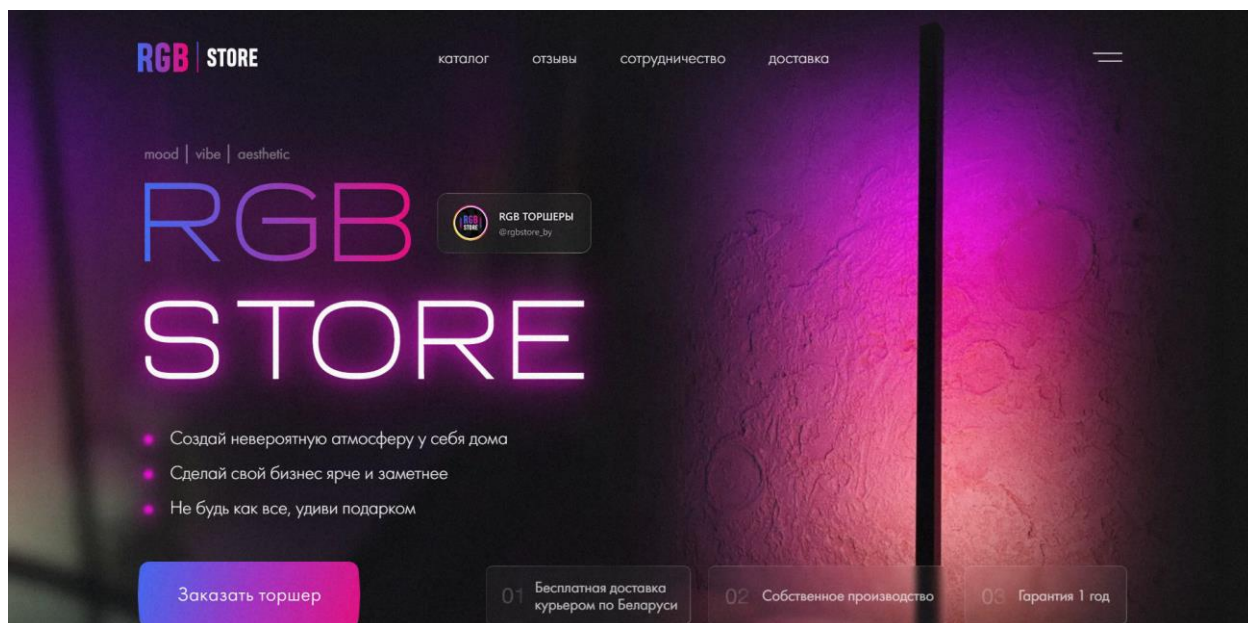 RGB | STORE
каталог отзывы сотрудничество доставка
mood | vibe | aesthetic
RGB
RGB STORE
RGB ТОРШЕРЫ
@rgbstore_by
STORE
Создай невероятную атмосферу у себя дома
Сделай свой бизнес ярче и заметнее
Не будь как все, удиви подарком
Заказать торшер
01 Бесплатная доставка
курьером по Беларуси
02 Собственное производство
03 Гарантия 1 год